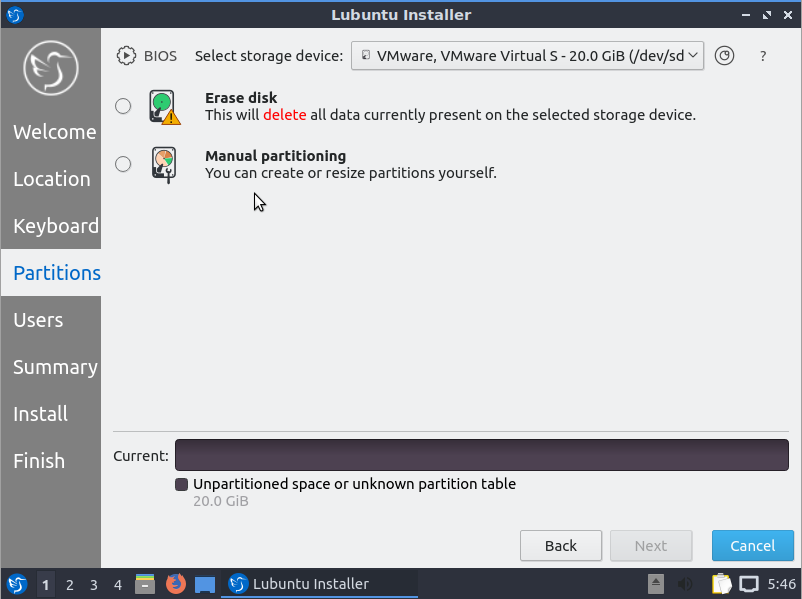 Lubuntu Installer
BIOS Select storage device: VMware, VMware Virtual S - 20.0 GiB (/dev/sd ?
Erase disk
This will delete all data currently present on the selected storage device.
Manual partitioning
You can create or resize partitions yourself.
Welcome
Location
Keyboard
Partitions
Users
Summary
Install
Finish
Current:
Unpartitioned space or unknown partition table
20.0 GiB
Back Next Cancel
1 2 3 4 Lubuntu Installer 5:46